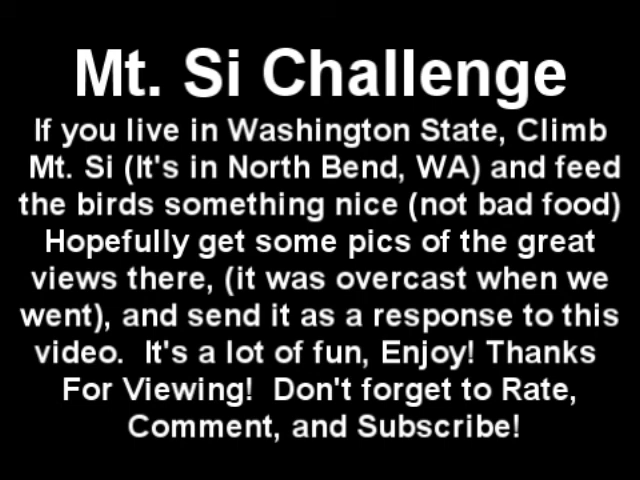 Mt. Si Challenge
If you live in Washington State, Climb
Mt. Si (It's in North Bend, WA) and feed
the birds something nice (not bad food)
Hopefully get some pics of the great
views there, (it was overcast when we
went), and send it as a response to this
video.  It's a lot of fun, Enjoy! Thanks
For Viewing!  Don't forget to Rate,
Comment, and Subscribe!